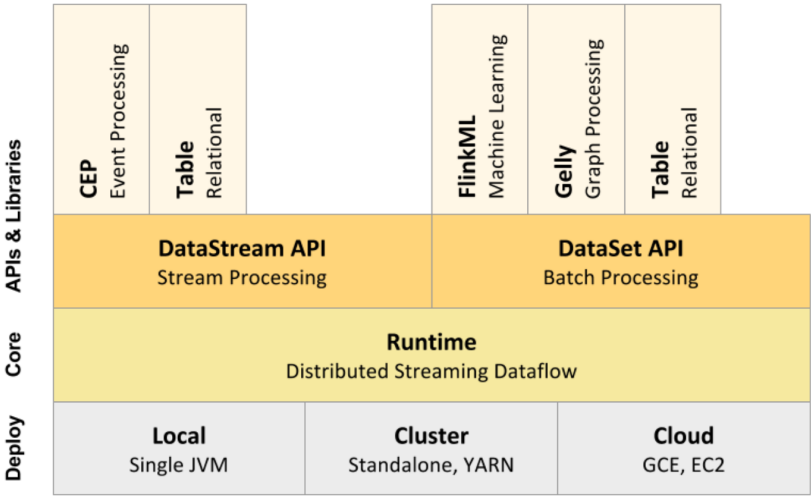 APIs & Libraries
CEP
Event Processing
Table
Relational
FlinkML
Machine Learning
Gelly
Graph Processing
Table
Relational
DataStream API
Stream Processing
DataSet API
Batch Processing
Core
Runtime
Distributed Streaming Dataflow
Deploy
Local
Single JVM
Cluster
Standalone, YARN
Cloud
GCE, EC2